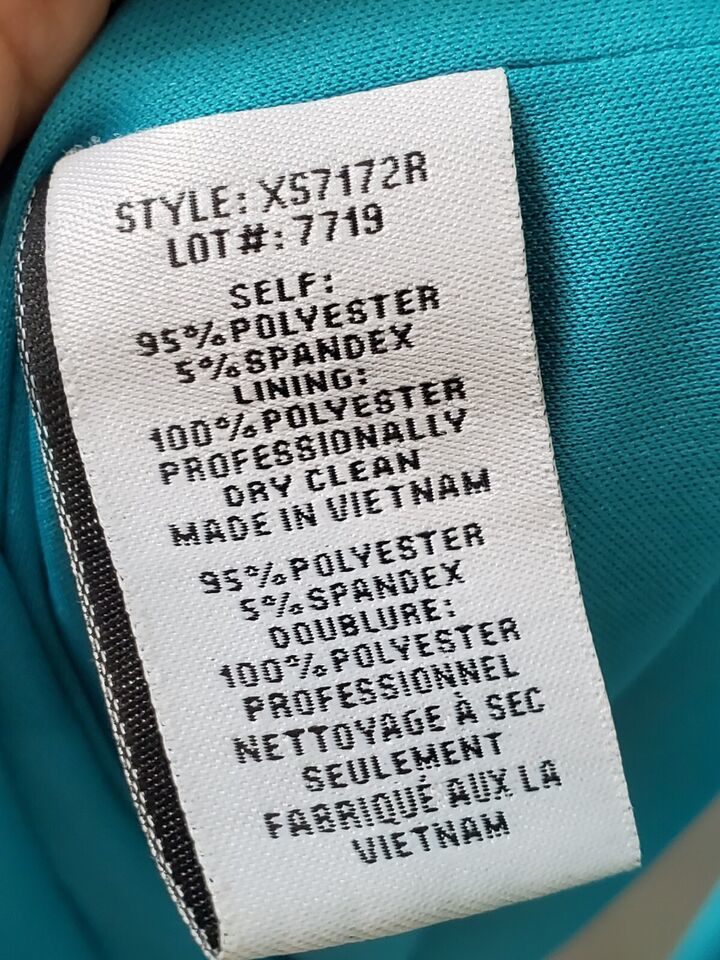 STYLE: XS7172R
LOT#: 7719
SELF:
95%POLYESTER
5%SPANDEX
LINING:
100%POLYESTER
PROFESSIONALLY
DRY CLEAN
MADE IN VIETNAM
95%POLYESTER
5%SPANDEX
DOUBLURE:
100%POLYESTER
PROFESSIONNEL
NETTOYAGE À SEC
SEULEMENT
FABRIQUÉ AUX LA
VIETNAM